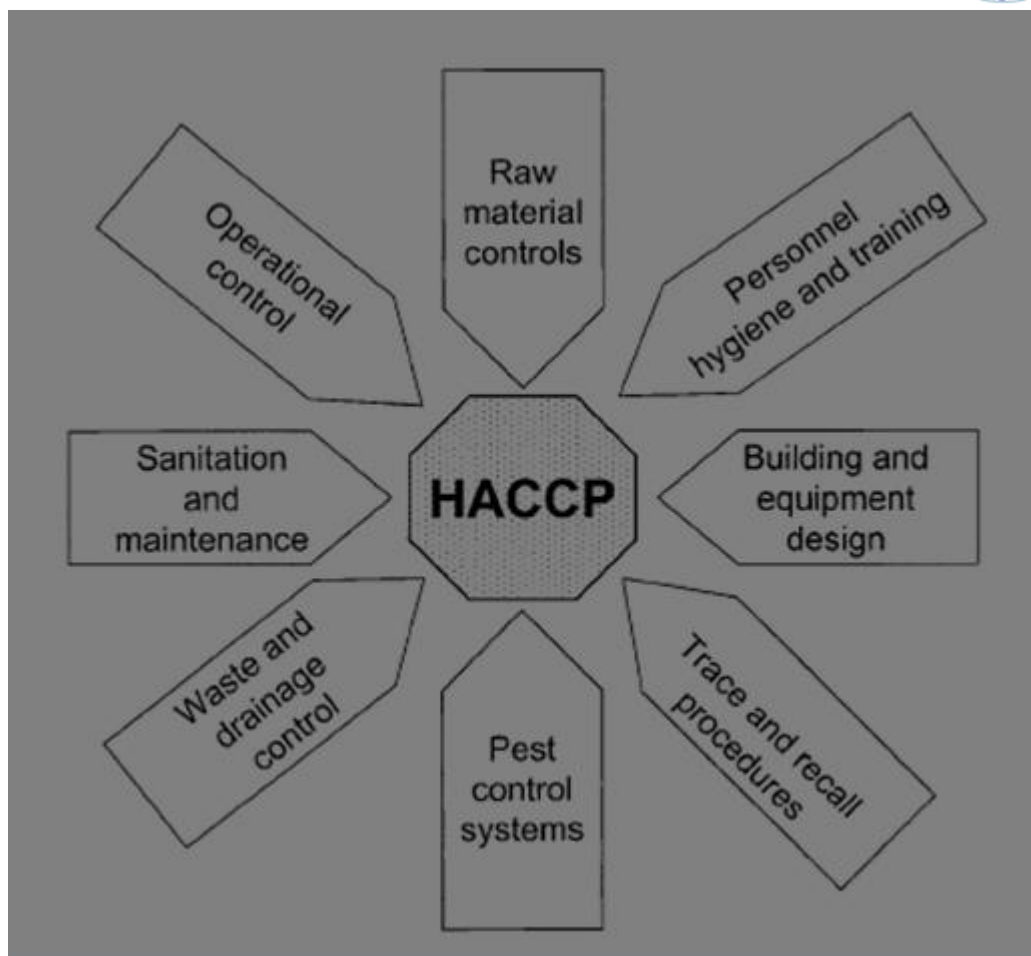 Raw
material
controls
Personnel
hygiene and training
Building and
equipment
design
Trace and recall
procedures
Pest
control
systems
Waste and
drainage
control
Sanitation
and
maintenance
Operational
control
HACCP